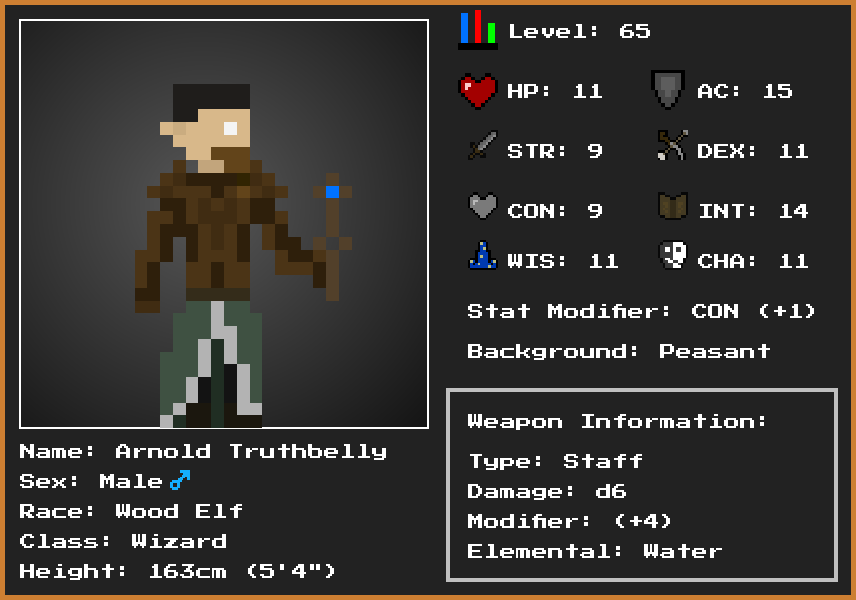 Level: 65
HP: 11 AC: 15
STR: 9 DEX: 11
CON: 9 INT: 14
WIS: 11 CHA: 11
Stat Modifier: CON (+1)
Background: Peasant
Weapon Information:
Type: Staff
Damage: d6
Modifier: (+4)
Elemental: Water
Name: Arnold Truthbelly
Sex: Male♂
Race: Wood Elf
Class: Wizard
Height: 163cm (5'4")